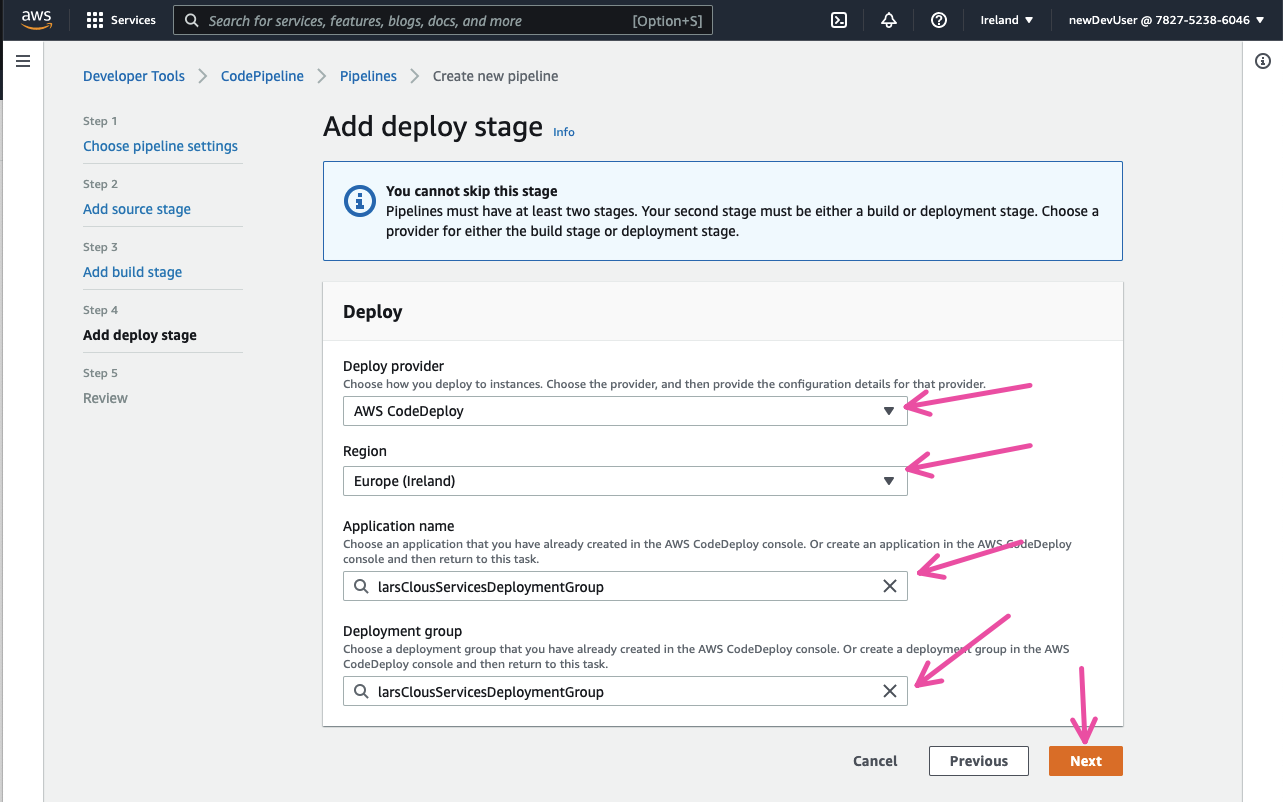 aws
Services
Search for services, features, blogs, docs, and more
[Option+S]
Ireland ▼
newDevUser @ 7827-5238-6046 ▼
Developer Tools > CodePipeline > Pipelines > Create new pipeline
Step 1
Choose pipeline settings
Step 2
Add source stage
Step 3
Add build stage
Step 4
Add deploy stage
Step 5
Review
Add deploy stage Info
You cannot skip this stage
Pipelines must have at least two stages. Your second stage must be either a build or deployment stage. Choose a
provider for either the build stage or deployment stage.
Deploy
Deploy provider
Choose how you deploy to instances. Choose the provider, and then provide the configuration details for that provider.
AWS CodeDeploy
Region
Europe (Ireland)
Application name
Choose an application that you have already created in the AWS CodeDeploy console. Or create an application in the AWS CodeDeploy
console and then return to this task.
larsClousServicesDeploymentGroup
Deployment group
Choose a deployment group that you have already created in the AWS CodeDeploy console. Or create a deployment group in the AWS
CodeDeploy console and then return to this task.
larsClousServicesDeploymentGroup
Cancel
Previous
Next